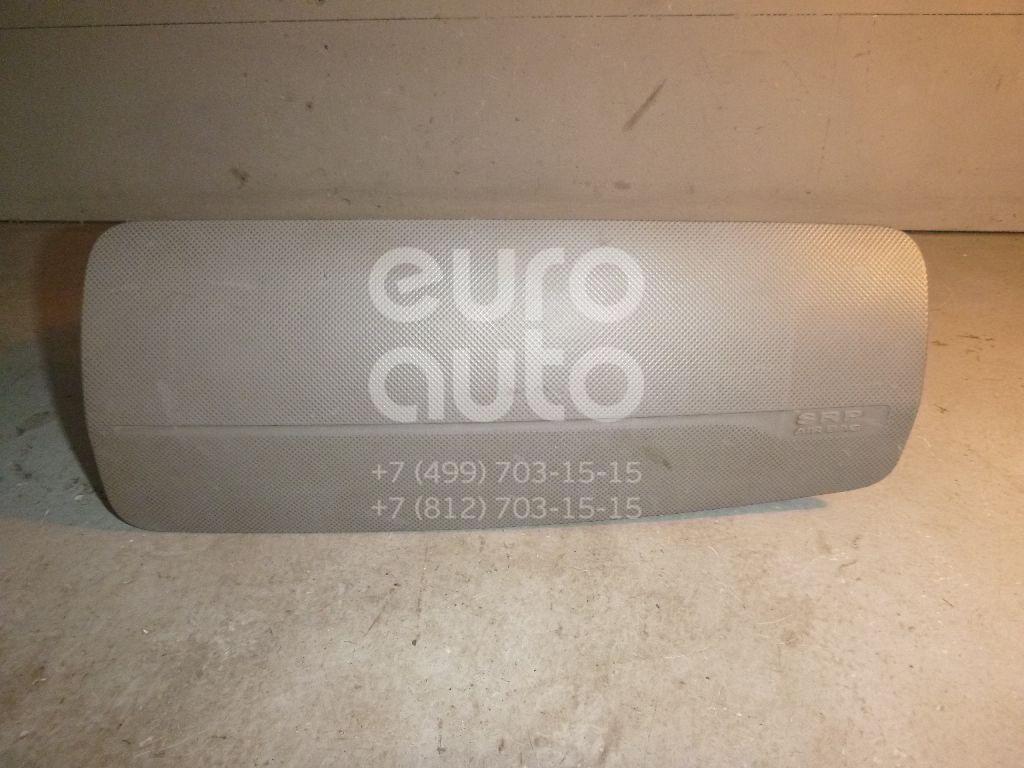 euro
auto
SRP
AIRBAG
+7 (499) 703-15-15
+7 (812) 703-15-15